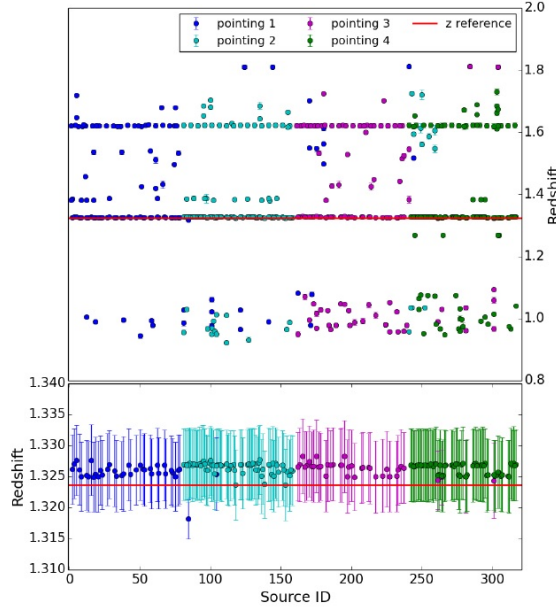 2.0
pointing 1 pointing 3 z reference
pointing 2 pointing 4
1.8
1.6
Redshift
1.4
1.2
1.0
0.8
1.340
1.335
1.330
Redshift
1.325
1.320
1.315
1.310
0 50 100 150 200 250 300
Source ID